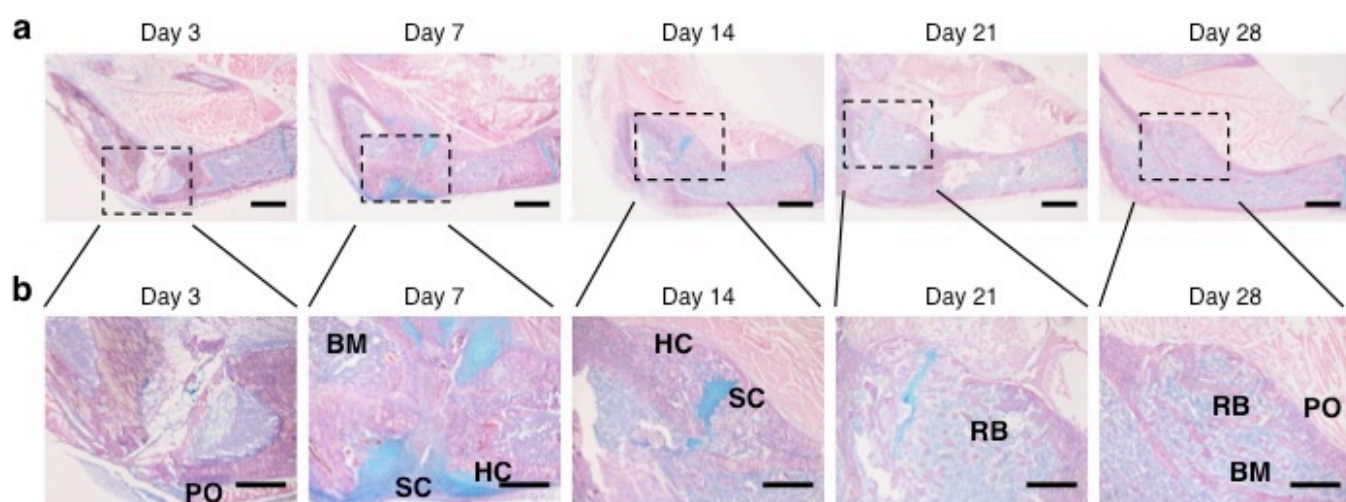 a
Day 3 Day 7 Day 14 Day 21 Day 28
b
Day 3 Day 7 Day 14 Day 21 Day 28
BM HC
SC RB RB PO
PO SC HC BM